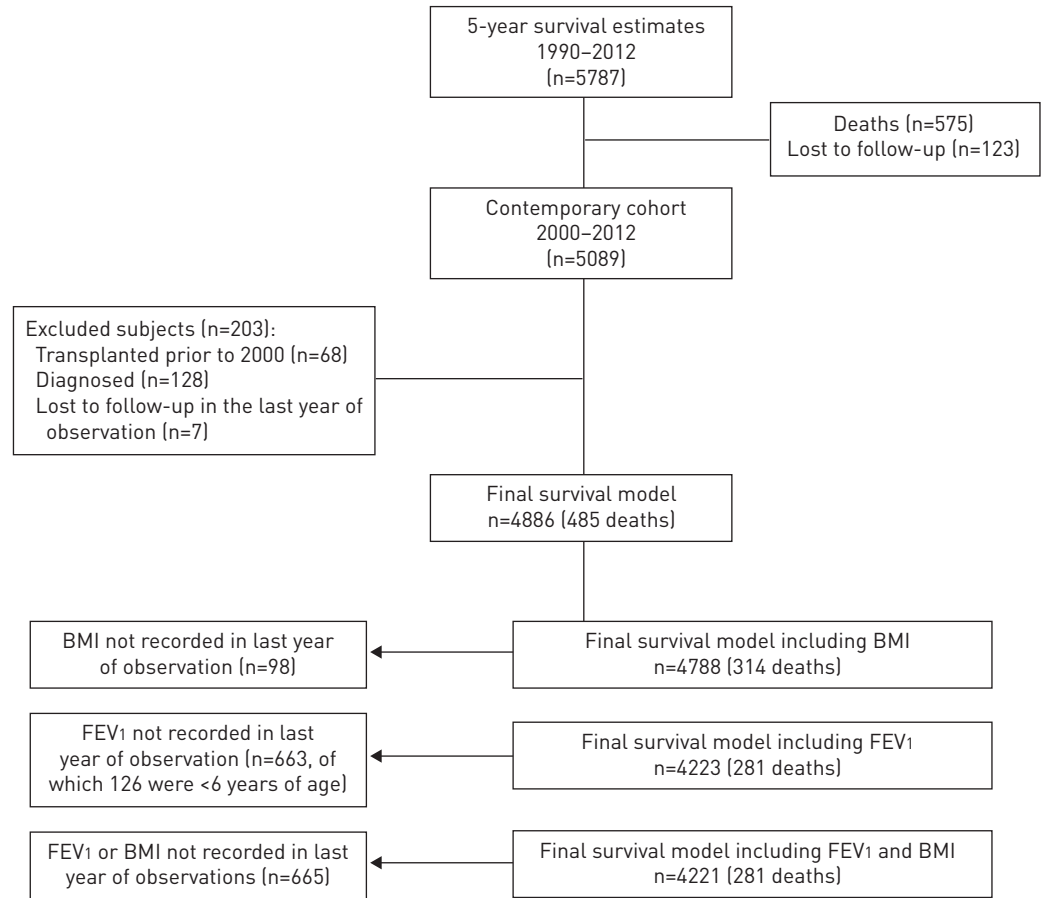 5-year survival estimates
1990–2012
(n=5787)
Deaths (n=575)
Lost to follow-up (n=123)
Contemporary cohort
2000–2012
(n=5089)
Excluded subjects (n=203):
Transplanted prior to 2000 (n=68)
Diagnosed (n=128)
Lost to follow-up in the last year of
observation (n=7)
Final survival model
n=4886 (485 deaths)
BMI not recorded in last year
of observation (n=98)
Final survival model including BMI
n=4788 (314 deaths)
FEV1 not recorded in last
year of observation (n=663, of
which 126 were <6 years of age)
Final survival model including FEV1
n=4223 (281 deaths)
FEV1 or BMI not recorded in last
year of observations (n=665)
Final survival model including FEV1 and BMI
n=4221 (281 deaths)